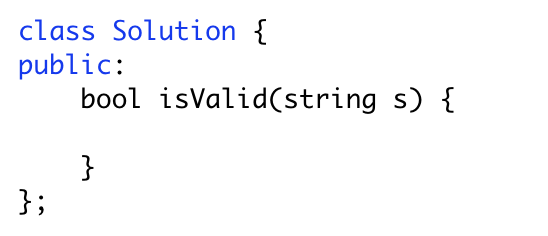 class Solution {
public:
    bool isValid(string s) {

    }
};